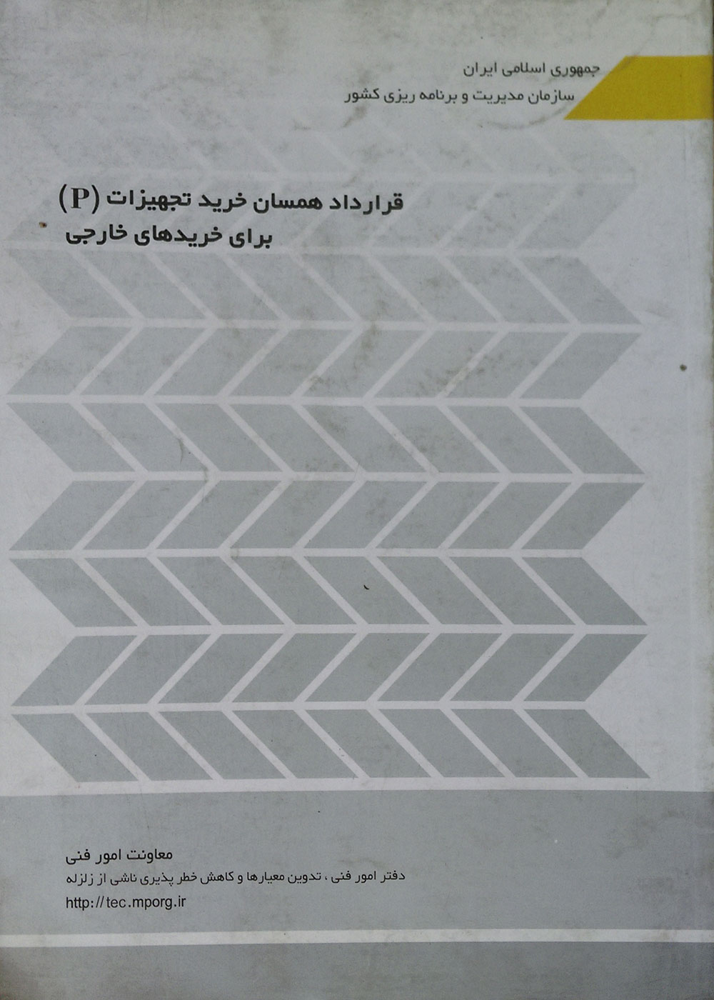 جمهوری اسلامی ایران
سازمان مدیریت و برنامه ریزی کشور
قرارداد همسان خرید تجهیزات (P)
برای خریدهای خارجی
معاونت امور فنی
دفتر امور فنی ، تدوین معیارها و کاهش خطر پذیری ناشی از زلزله
http://tec.mporg.ir